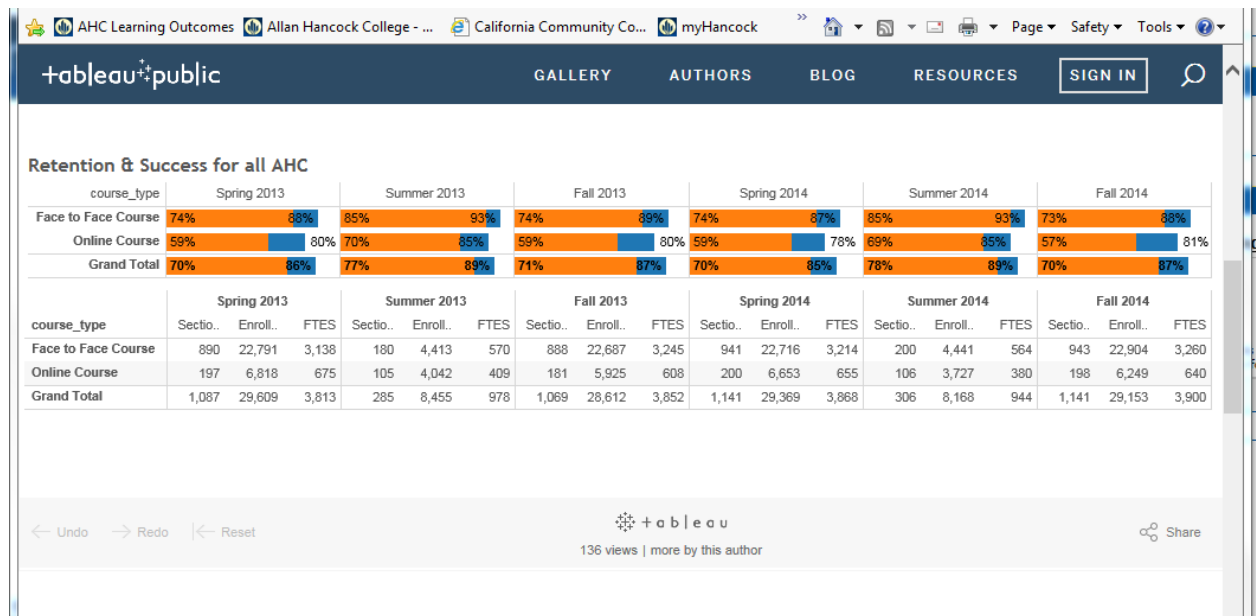 AHC Learning Outcomes Allan Hancock College - ... California Community Co... myHancock » Page Safety Tools
+ableau public GALLERY AUTHORS BLOG RESOURCES SIGN IN
Retention & Success for all AHC
course_type Spring 2013 Summer 2013 Fall 2013 Spring 2014 Summer 2014 Fall 2014
Face to Face Course 74% 88% 85% 93% 74% 89% 74% 87% 85% 93% 73% 88%
Online Course 59% 80% 70% 85% 59% 80% 59% 78% 69% 85% 57% 81%
Grand Total 70% 86% 77% 89% 71% 87% 70% 85% 78% 89% 70% 87%
Spring 2013 Summer 2013 Fall 2013 Spring 2014 Summer 2014 Fall 2014
course_type Sectio.. Enroll.. FTES Sectio.. Enroll.. FTES Sectio.. Enroll.. FTES Sectio.. Enroll.. FTES Sectio.. Enroll.. FTES Sectio.. Enroll.. FTES
Face to Face Course 890 22,791 3,138 180 4,413 570 888 22,687 3,245 941 22,716 3,214 200 4,441 564 943 22,904 3,260
Online Course 197 6,818 675 105 4,042 409 181 5,925 608 200 6,653 655 106 3,727 380 198 6,249 640
Grand Total 1,087 29,609 3,813 285 8,455 978 1,069 28,612 3,852 1,141 29,369 3,868 306 8,168 944 1,141 29,153 3,900
Undo Redo Reset +ableau Share
136 views | more by this author